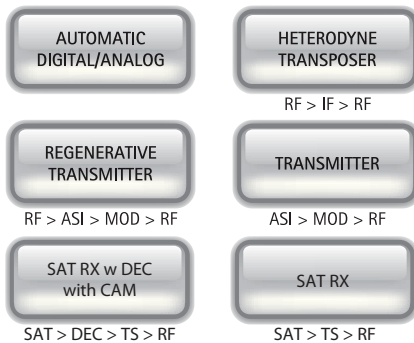 AUTOMATIC
DIGITAL/ANALOG
HETERODYNE
TRANSPOSER
RF > IF > RF
REGENERATIVE
TRANSMITTER
RF > ASI > MOD > RF
TRANSMITTER
ASI > MOD > RF
SAT RX w DEC
with CAM
SAT > DEC > TS > RF
SAT RX
SAT > TS > RF